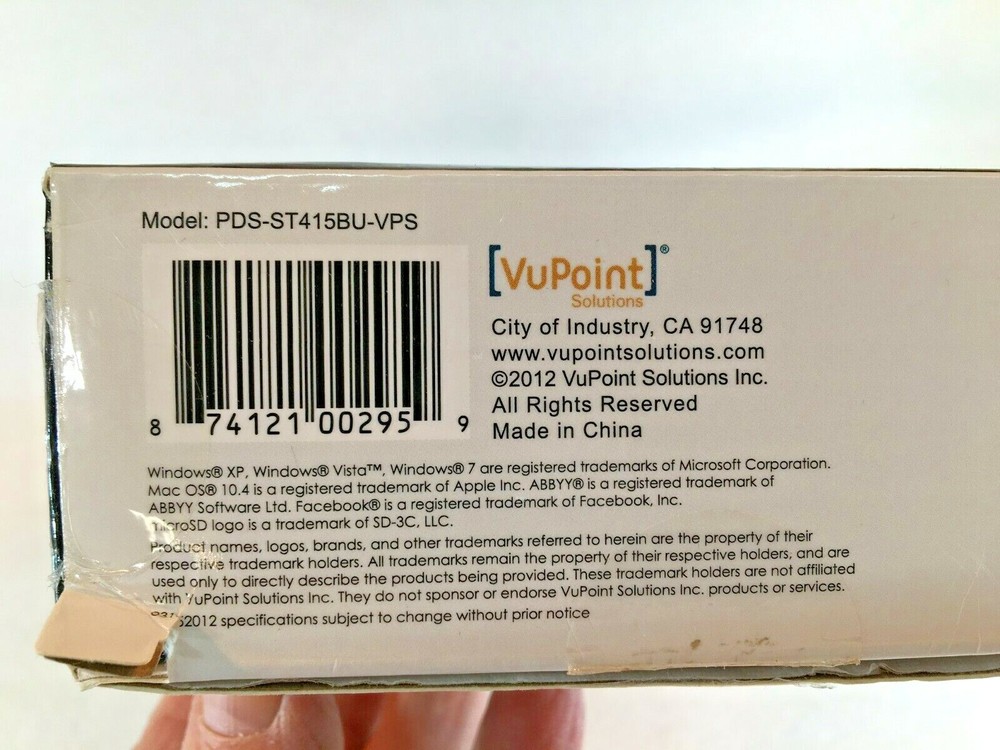 Model: PDS-ST415BU-VPS
8 74121 00295 9
[VuPoint]®
Solutions
City of Industry, CA 91748
www.vupointsolutions.com
©2012 VuPoint Solutions Inc.
All Rights Reserved
Made in China
Windows® XP, Windows® Vista™, Windows® 7 are registered trademarks of Microsoft Corporation.
Mac OS® 10.4 is a registered trademark of Apple Inc. ABBYY® is a registered trademark of
ABBYY Software Ltd. Facebook® is a registered trademark of Facebook, Inc.
microSD logo is a trademark of SD-3C, LLC.
Product names, logos, brands, and other trademarks referred to herein are the property of their
respective trademark holders. All trademarks remain the property of their respective holders, and are
used only to directly describe the products being provided. These trademark holders are not affiliated
with VuPoint Solutions Inc. They do not sponsor or endorse VuPoint Solutions Inc. products or services.
specifications subject to change without prior notice